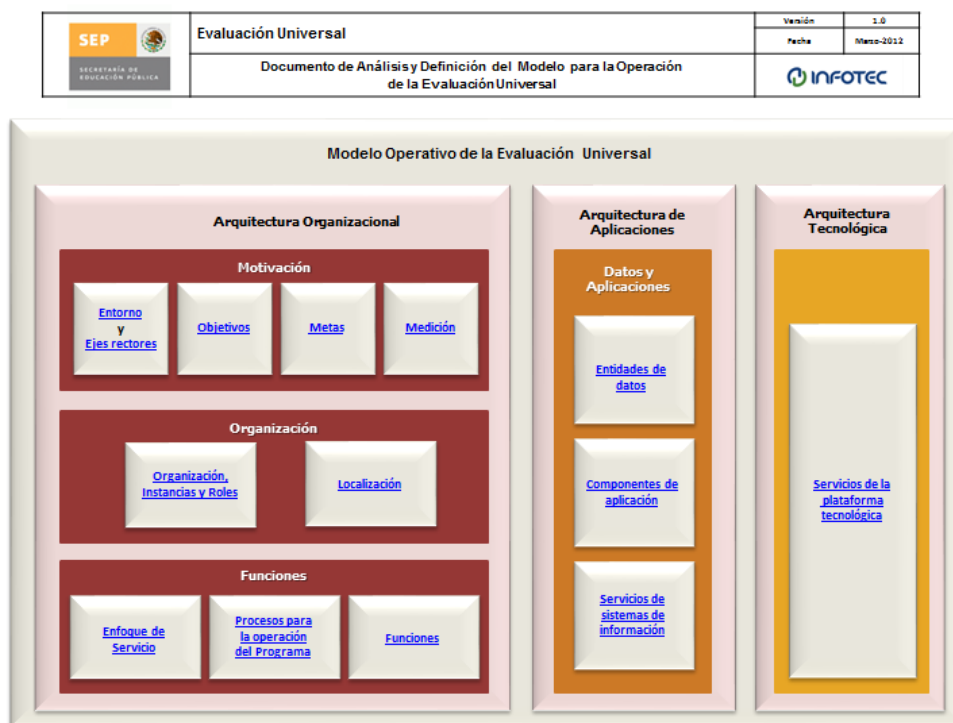 SEP
SECRETARÍA DE
EDUCACIÓN PÚBLICA
Evaluación Universal
Versión 1.0
Fecha Marzo-2012
Documento de Análisis y Definición del Modelo para la Operación
de la Evaluación Universal
INFOTEC
Modelo Operativo de la Evaluación Universal
Arquitectura Organizacional
Motivación
Entorno
y
Ejes rectores
Objetivos
Metas
Medición
Organización
Organización,
Instancias y Roles
Localización
Funciones
Enfoque de
Servicio
Procesos para
la operación
del Programa
Funciones
Arquitectura de
Aplicaciones
Datos y
Aplicaciones
Entidades de
datos
Componentes de
aplicación
Servicios de
sistemas de
información
Arquitectura
Tecnológica
Servicios de la
plataforma
tecnológica